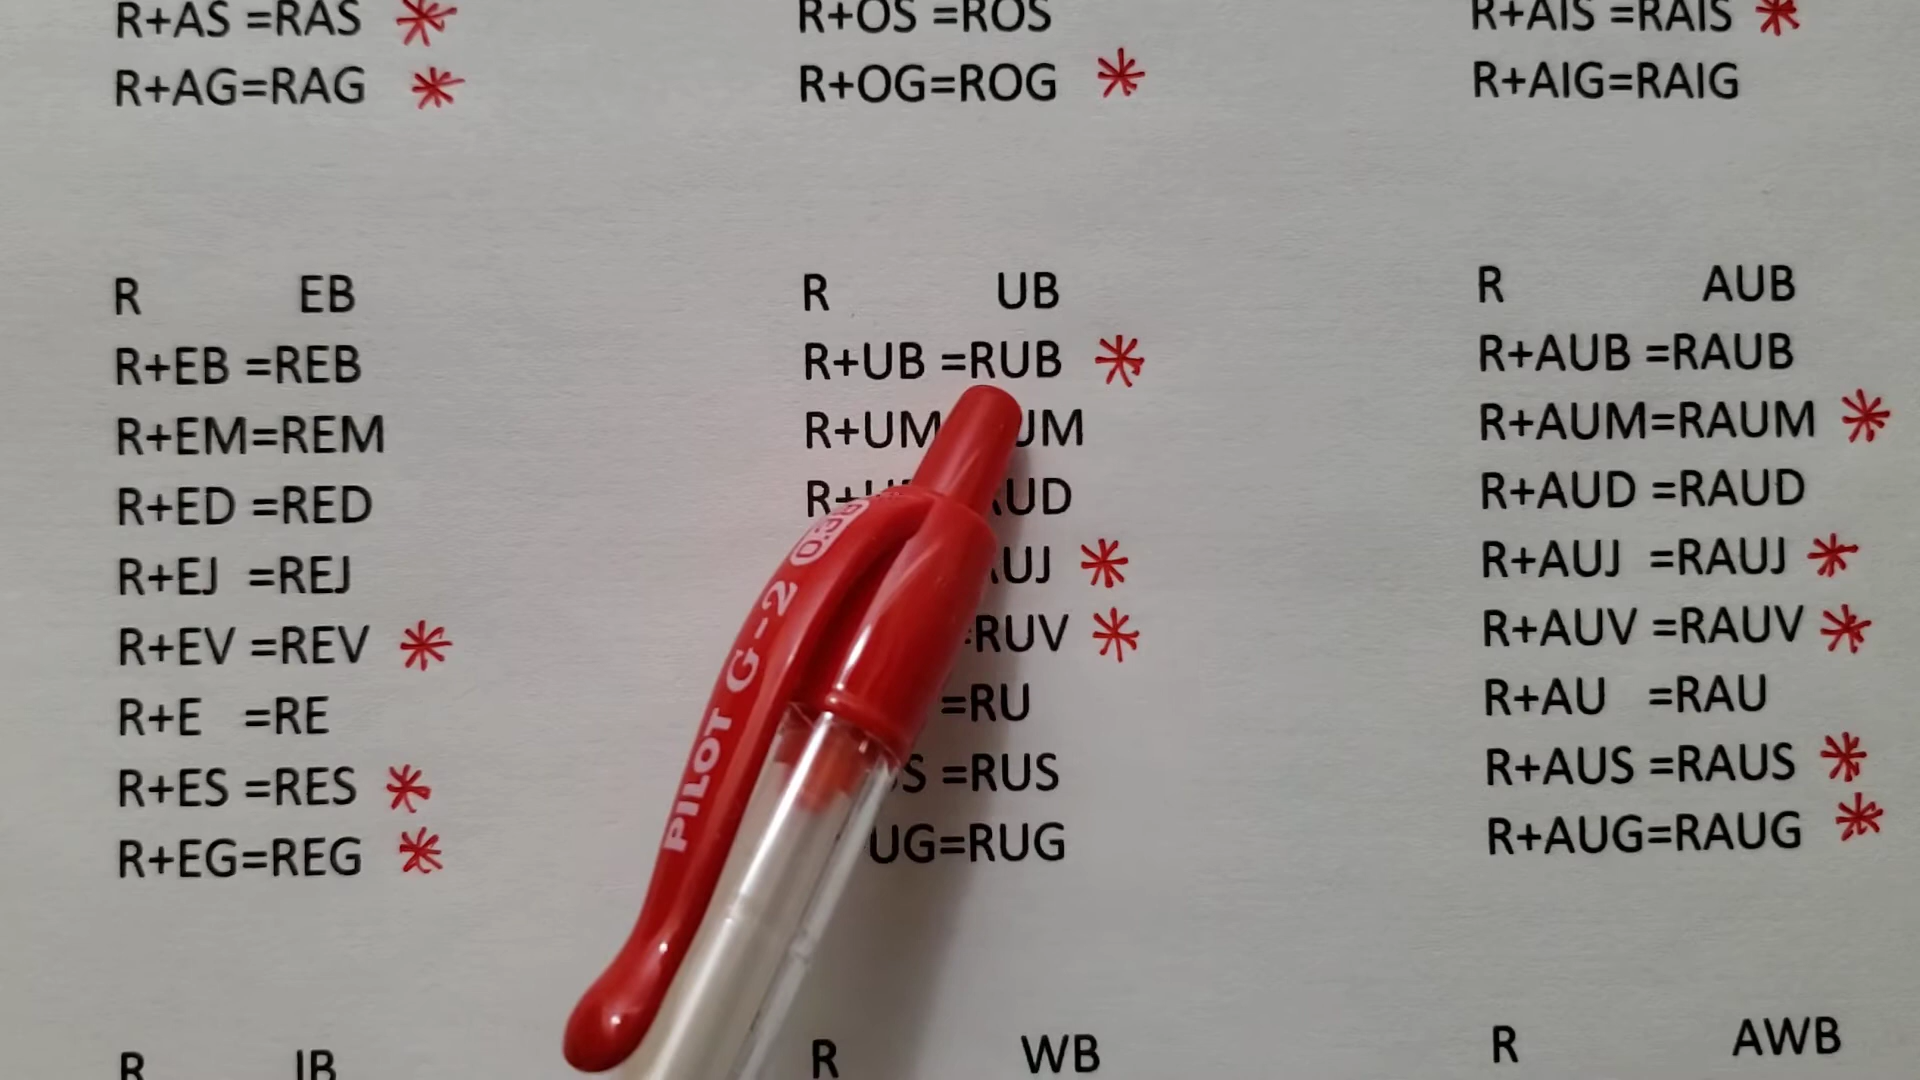 R+AS =RAS *
R+AG=RAG *
R+OS =ROS
R+OG=ROG *
R+AIS =RAIS *
R+AIG=RAIG
R EB
R+EB =REB
R+EM=REM
R+ED =RED
R+EJ =REJ
R+EV =REV *
R+E =RE
R+ES =RES *
R+EG=REG *
R UB
R+UB =RUB *
R+UM UM
R+ UD
UJ *
=RUV *
=RU
S =RUS
UG=RUG
R AUB
R+AUB =RAUB
R+AUM=RAUM *
R+AUD =RAUD
R+AUJ =RAUJ *
R+AUV =RAUV *
R+AU =RAU
R+AUS =RAUS *
R+AUG=RAUG *
R IB
R WB
R AWB
PILOT G-2 0.38